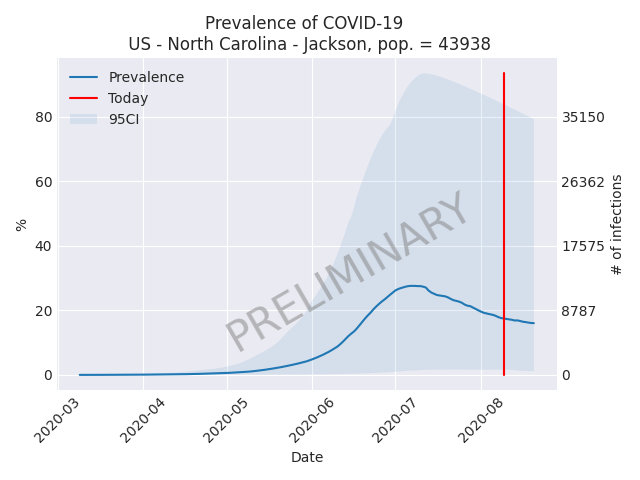 Prevalence of COVID-19
US - North Carolina - Jackson, pop. = 43938
Prevalence
Today
95CI
80
60
40
20
0
%
35150
26362
17575
8787
0
# of infections
PRELIMINARY
2020-03
2020-04
2020-05
2020-06
2020-07
2020-08
Date